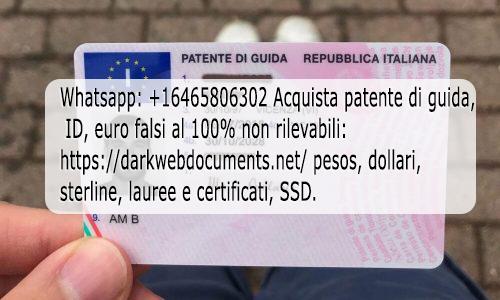 PATENTE DI GUIDA REPUBBLICA ITALIANA
I
1.
Whatsapp: +16465806302 Acquista patente di guida,
ID, euro falsi al 100% non rilevabili:
https://darkwebdocuments.net/ pesos, dollari,
sterline, lauree e certificati, SSD.
9. AM B